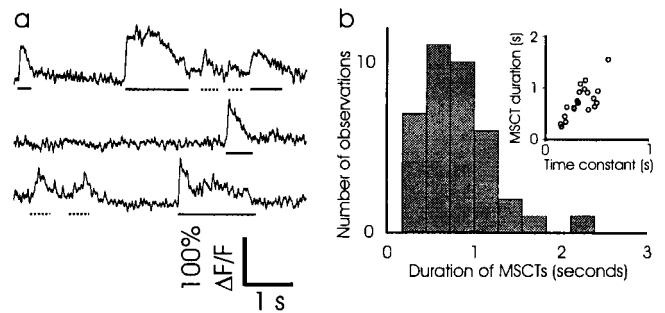 a
100%
ΔF/F
1 s
b
Number of observations
10
0
0
1
2
3
Duration of MSCTs (seconds)
MSCT duration (s)
2
1
0
0
1
Time constant (s)